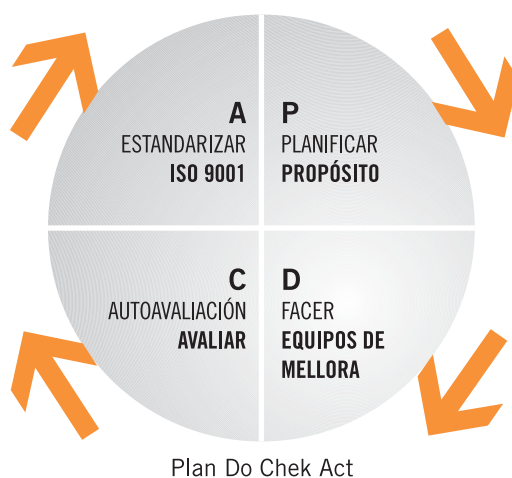 A
ESTANDARIZAR
ISO 9001
P
PLANIFICAR
PROPÓSITO
C
AUTOAVALIACIÓN
AVALIAR
D
FACER
EQUIPOS DE
MELLORA
Plan Do Chek Act